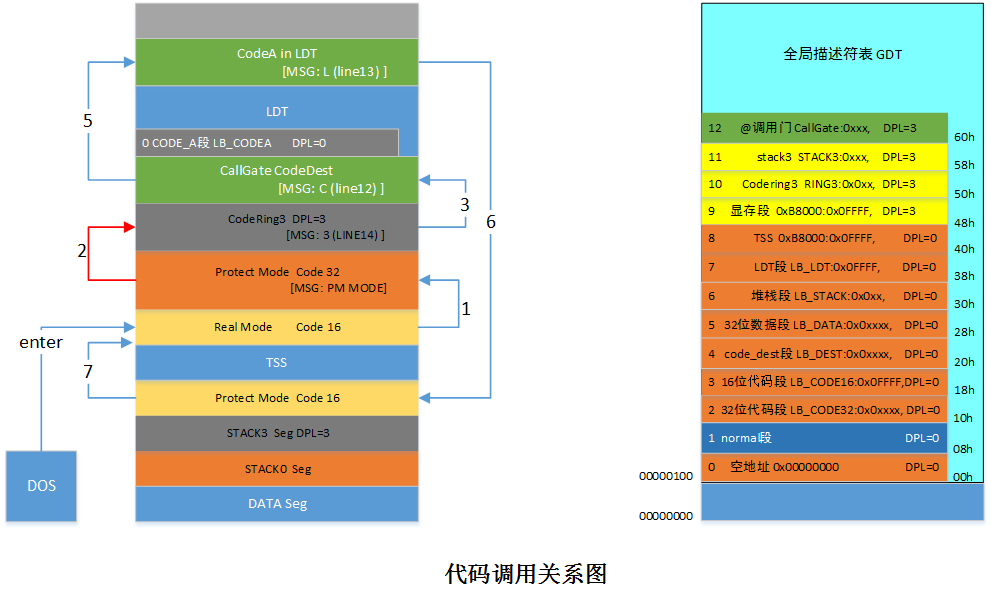 CodeA in LDT
[MSG: L (line13) ]
LDT
0 CODE_A段 LB_CODEA DPL=0
CallGate CodeDest
[MSG: C (line12) ]
CodeRing3 DPL=3
[MSG: 3 (LINE14) ]
Protect Mode Code 32
[MSG: PM MODE]
Real Mode Code 16
TSS
Protect Mode Code 16
STACK3 Seg DPL=3
STACK0 Seg
DATA Seg
5
3
6
2
1
enter
7
DOS
全局描述符表 GDT
12 @调用门 CallGate:0xxx, DPL=3
60h
11 stack3 STACK3:0xxx, DPL=3
58h
10 Codering3 RING3:0x0xx, DPL=3
50h
9 显存段 0xB8000:0x0FFFF, DPL=3
48h
8 TSS 0xB8000:0x0FFFF, DPL=0
40h
7 LDT段 LB_LDT:0x0FFFF, DPL=0
38h
6 堆栈段 LB_STACK:0x0xx, DPL=0
30h
5 32位数据段 LB_DATA:0x0xxxx, DPL=0
28h
4 code_dest段 LB_DEST:0x0xxxx, DPL=0
20h
3 16位代码段 LB_CODE16:0x0FFFF,DPL=0
18h
2 32位代码段 LB_CODE32:0x0xxxx, DPL=0
10h
1 normal段 DPL=0
08h
0 空地址 0x00000000 DPL=0
00h
00000100
00000000
代码调用关系图